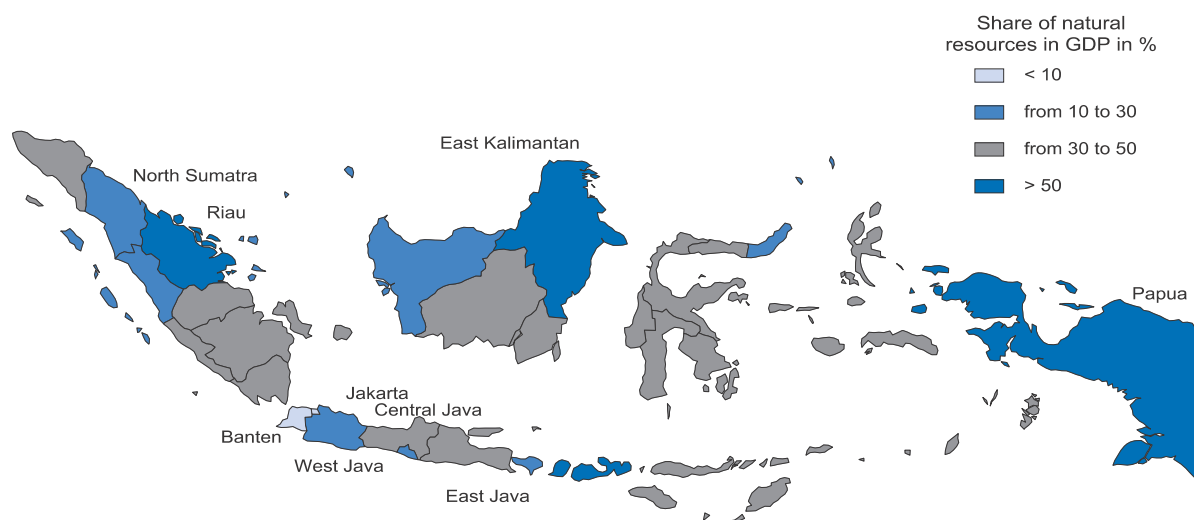 Share of natural
resources in GDP in %
< 10
from 10 to 30
from 30 to 50
> 50
East Kalimantan
North Sumatra
Riau
Papua
Jakarta
Central Java
Banten
West Java
East Java